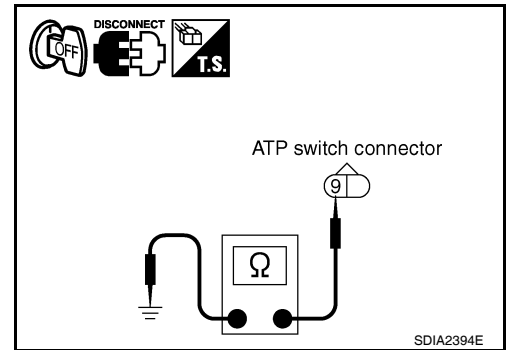 DISCONNECT
OFF
T.S.
ATP switch connector
9
Ω
SDIA2394E